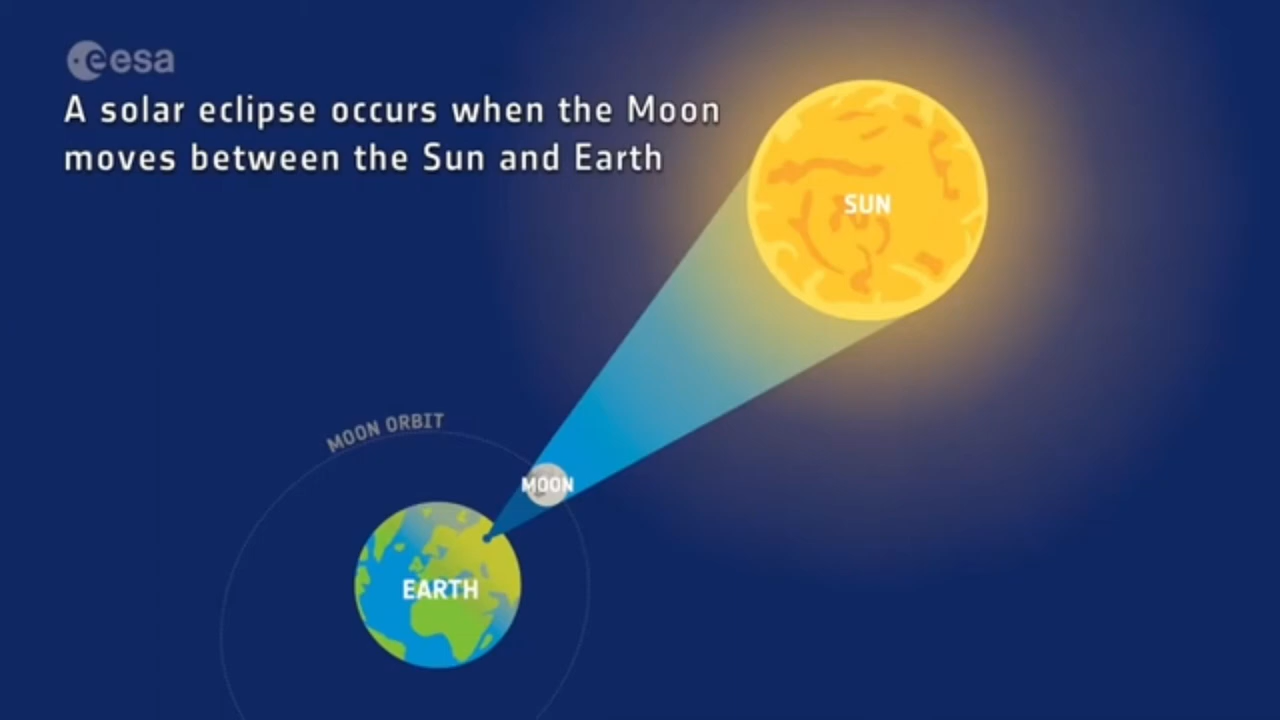 esa
A solar eclipse occurs when the Moon
moves between the Sun and Earth
SUN
MOON ORBIT
MOON
EARTH